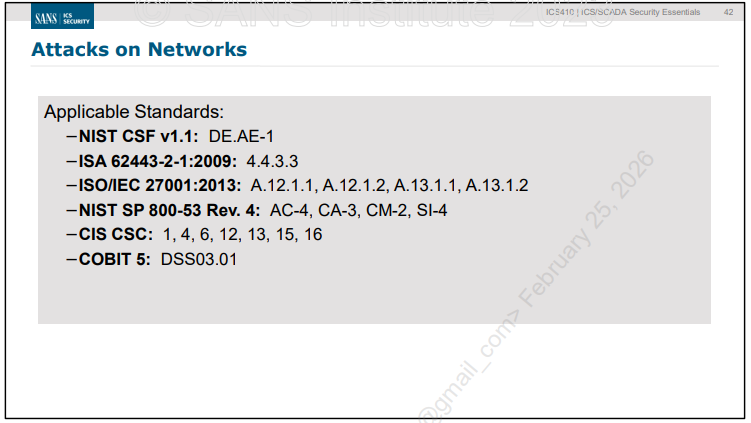 © SANS Institute 2026
SANS ICS SECURITY
ICS410 | ICS/SCADA Security Essentials 42
Attacks on Networks
Applicable Standards:
–NIST CSF v1.1: DE.AE-1
–ISA 62443-2-1:2009: 4.4.3.3
–ISO/IEC 27001:2013: A.12.1.1, A.12.1.2, A.13.1.1, A.13.1.2
–NIST SP 800-53 Rev. 4: AC-4, CA-3, CM-2, SI-4
–CIS CSC: 1, 4, 6, 12, 13, 15, 16
–COBIT 5: DSS03.01
@gmail_com> February 25, 2026